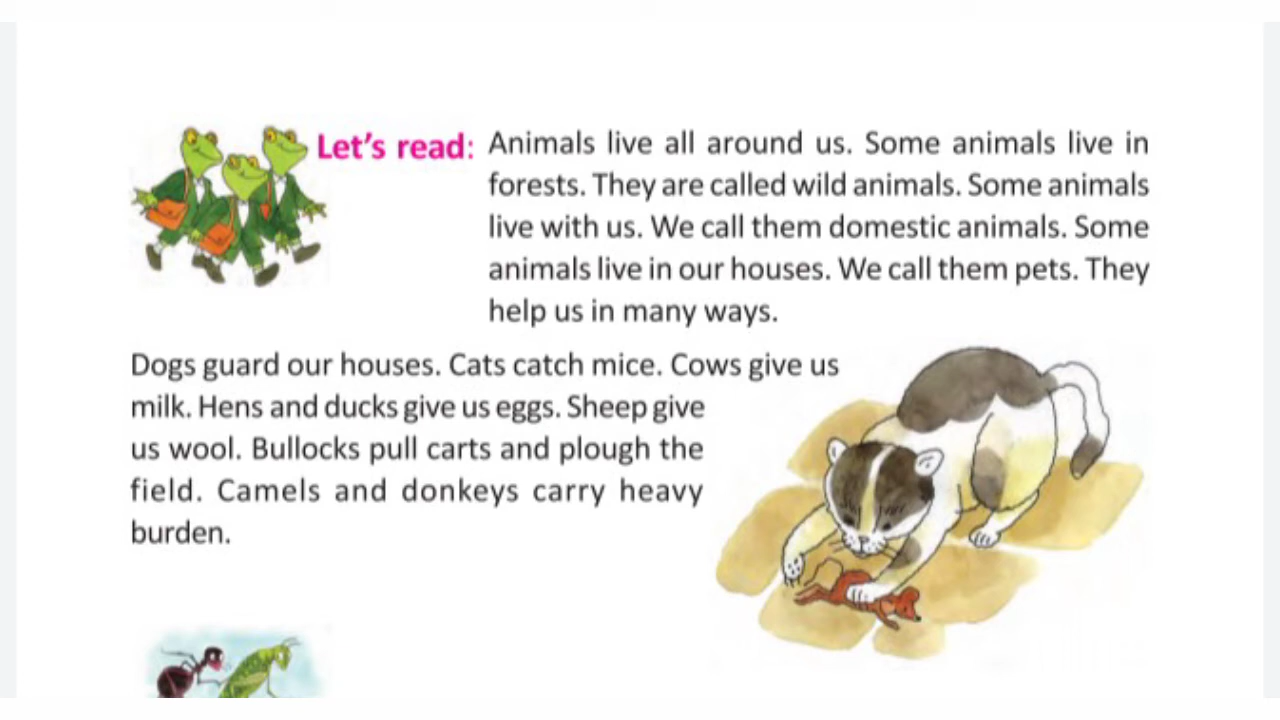 Let's read: Animals live all around us. Some animals live in
forests. They are called wild animals. Some animals
live with us. We call them domestic animals. Some
animals live in our houses. We call them pets. They
help us in many ways.
Dogs guard our houses. Cats catch mice. Cows give us
milk. Hens and ducks give us eggs. Sheep give
us wool. Bullocks pull carts and plough the
field. Camels and donkeys carry heavy
burden.